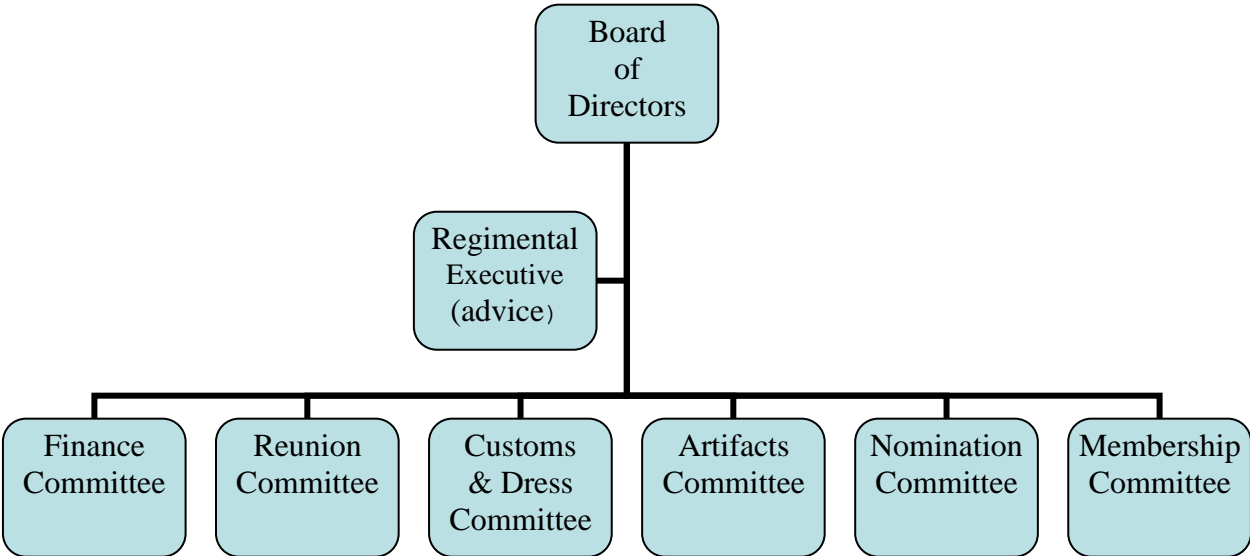 Board
of
Directors
Regimental
Executive
(advice)
Finance
Committee
Reunion
Committee
Customs
& Dress
Committee
Artifacts
Committee
Nomination
Committee
Membership
Committee